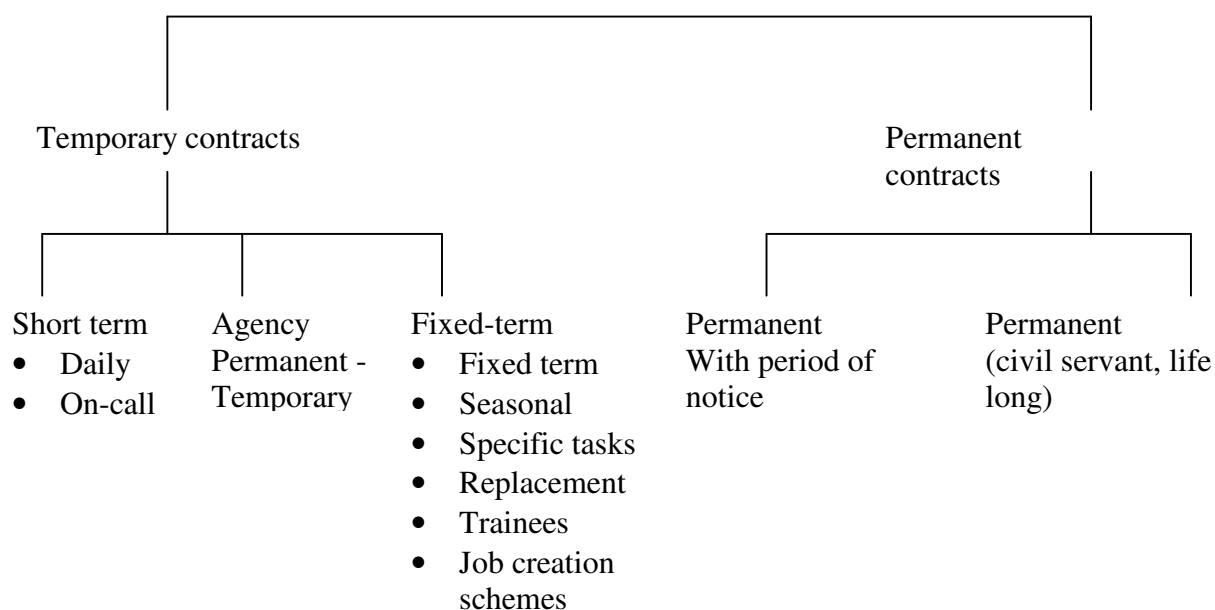 Temporary contracts
Permanent
contracts
Short term
• Daily
• On-call
Agency
Permanent -
Temporary
Fixed-term
• Fixed term
• Seasonal
• Specific tasks
• Replacement
• Trainees
• Job creation
schemes
Permanent
With period of
notice
Permanent
(civil servant, life
long)